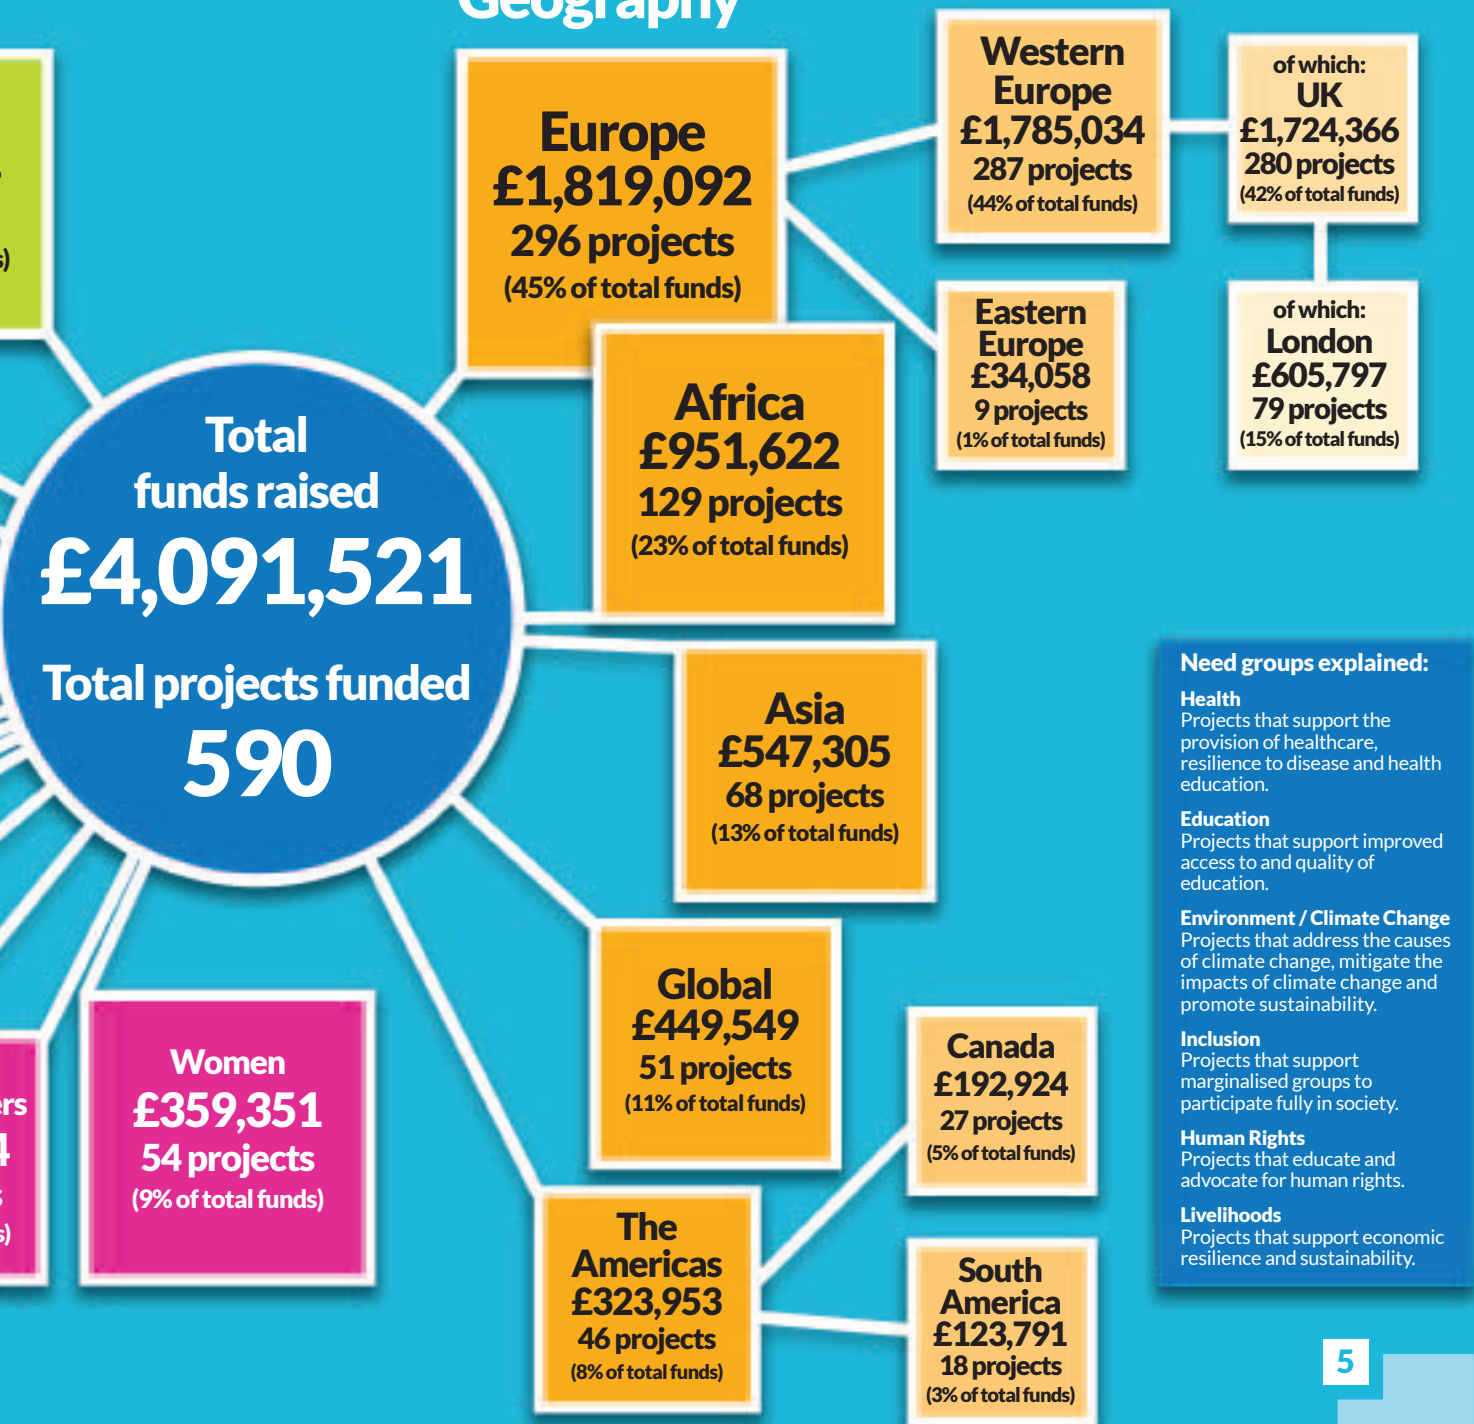 Geography
Europe
£1,819,092
296 projects
(45% of total funds)
Western
Europe
£1,785,034
287 projects
(44% of total funds)
of which:
UK
£1,724,366
280 projects
(42% of total funds)
Eastern
Europe
£34,058
9 projects
(1% of total funds)
of which:
London
£605,797
79 projects
(15% of total funds)
Africa
£951,622
129 projects
(23% of total funds)
Total
funds raised
£4,091,521
Total projects funded
590
Asia
£547,305
68 projects
(13% of total funds)
Global
£449,549
51 projects
(11% of total funds)
Women
£359,351
54 projects
(9% of total funds)
The
Americas
£323,953
46 projects
(8% of total funds)
Canada
£192,924
27 projects
(5% of total funds)
South
America
£123,791
18 projects
(3% of total funds)
Need groups explained:
Health
Projects that support the
provision of healthcare,
resilience to disease and health
education.
Education
Projects that support improved
access to and quality of
education.
Environment / Climate Change
Projects that address the causes
of climate change, mitigate the
impacts of climate change and
promote sustainability.
Inclusion
Projects that support
marginalised groups to
participate fully in society.
Human Rights
Projects that educate and
advocate for human rights.
Livelihoods
Projects that support economic
resilience and sustainability.
5